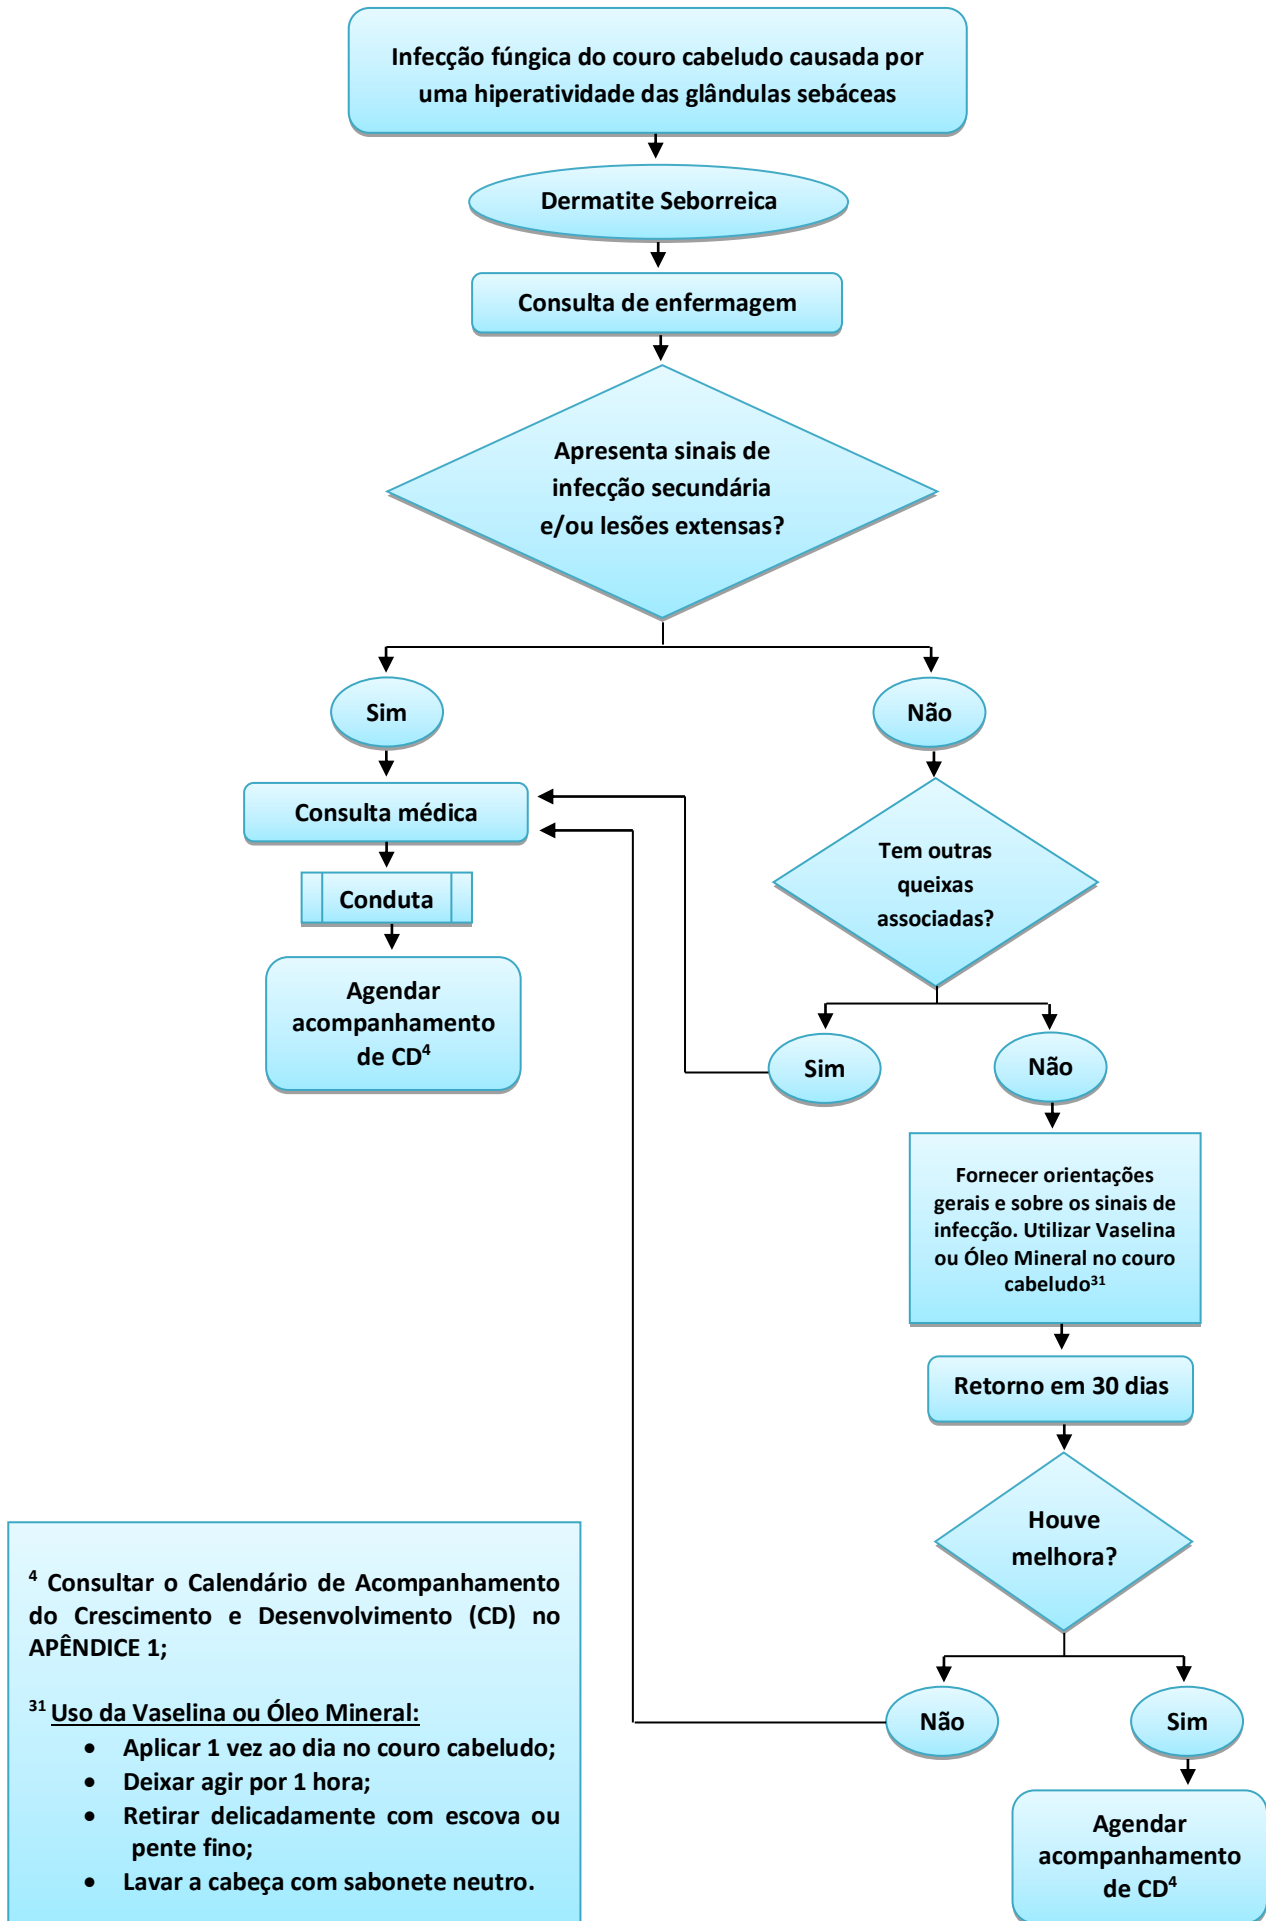 Infecção fúngica do couro cabeludo causada por
uma hiperatividade das glândulas sebáceas
Dermatite Seborreica
Consulta de enfermagem
Apresenta sinais de
infecção secundária
e/ou lesões extensas?
Sim
Não
Consulta médica
Conduta
Agendar
acompanhamento
de CD⁴
Tem outras
queixas
associadas?
Sim
Não
Fornecer orientações
gerais e sobre os sinais de
infecção. Utilizar Vaselina
ou Óleo Mineral no couro
cabeludo³¹
Retorno em 30 dias
Houve
melhora?
Não
Sim
Agendar
acompanhamento
de CD⁴
⁴ Consultar o Calendário de Acompanhamento
do Crescimento e Desenvolvimento (CD) no
APÊNDICE 1;
³¹ Uso da Vaselina ou Óleo Mineral:
• Aplicar 1 vez ao dia no couro cabeludo;
• Deixar agir por 1 hora;
• Retirar delicadamente com escova ou
pente fino;
• Lavar a cabeça com sabonete neutro.